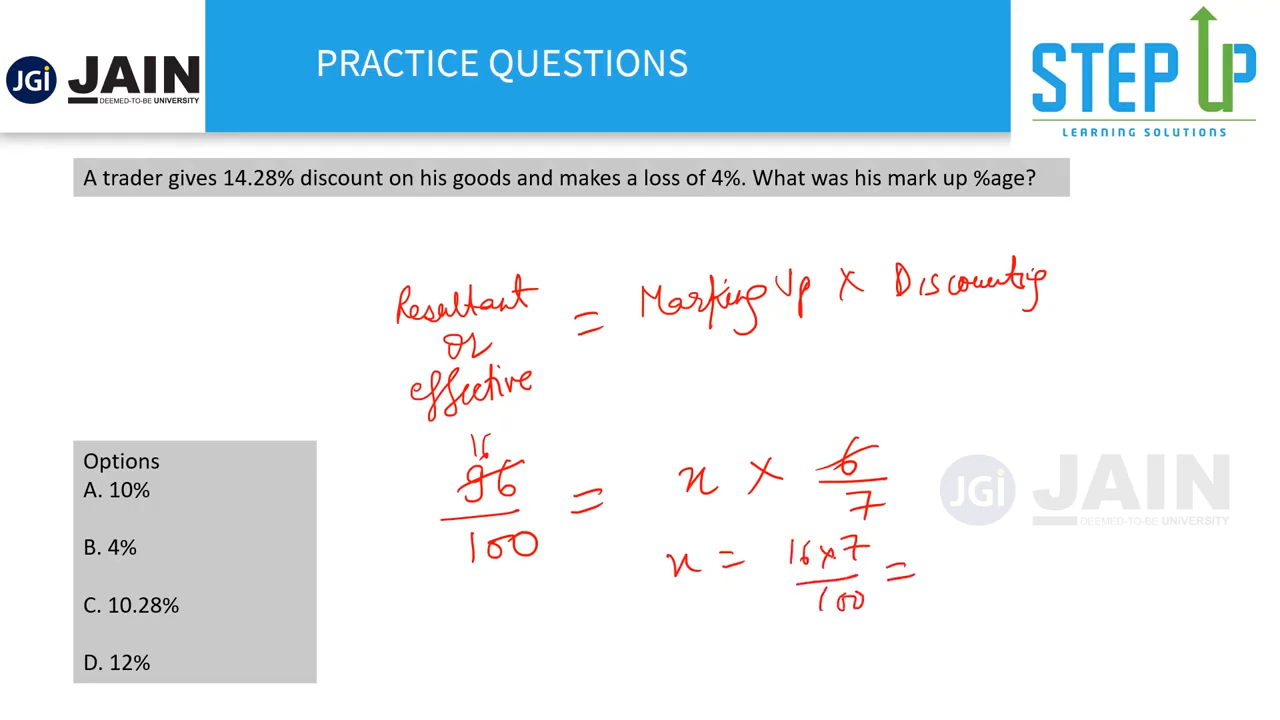 JGi JAIN
DEEMED-TO-BE UNIVERSITY
PRACTICE QUESTIONS
STEP UP
LEARNING SOLUTIONS
A trader gives 14.28% discount on his goods and makes a loss of 4%. What was his mark up %age?
Resultant or effective = Marking Up × Discounting
16
96/100 = x × 6/7
x = 16×7/100 =
Options
A. 10%
B. 4%
C. 10.28%
D. 12%
JGi JAIN
DEEMED-TO-BE UNIVERSITY